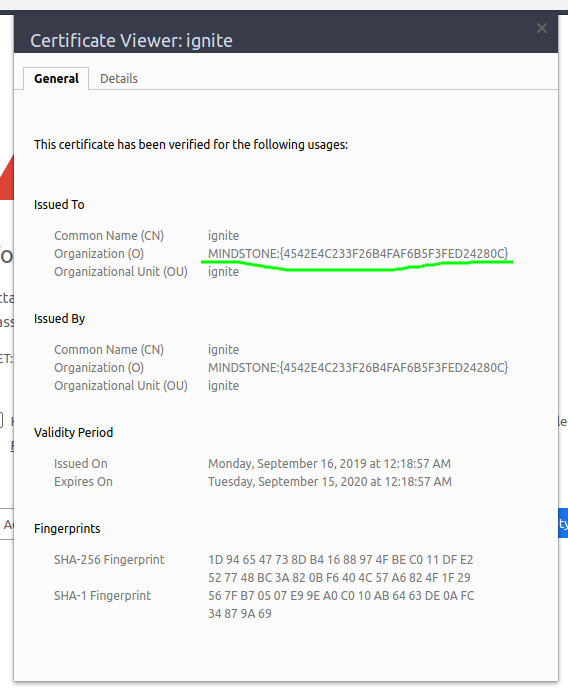 Certificate Viewer: ignite
General Details
This certificate has been verified for the following usages:
Issued To
Common Name (CN) ignite
Organization (O) MINDSTONE:{4542E4C233F26B4FAF6B5F3FED24280C}
Organizational Unit (OU) ignite
Issued By
Common Name (CN) ignite
Organization (O) MINDSTONE:{4542E4C233F26B4FAF6B5F3FED24280C}
Organizational Unit (OU) ignite
Validity Period
Issued On Monday, September 16, 2019 at 12:18:57 AM
Expires On Tuesday, September 15, 2020 at 12:18:57 AM
Fingerprints
SHA-256 Fingerprint 1D 94 65 47 73 8D B4 16 88 97 4F BE C0 11 DF E2
52 77 48 BC 3A 82 0B F6 40 4C 57 A6 82 4F 1F 29
SHA-1 Fingerprint 56 7F B7 05 07 E9 9E A0 C0 10 AB 64 63 DE 0A FC
34 87 9A 69